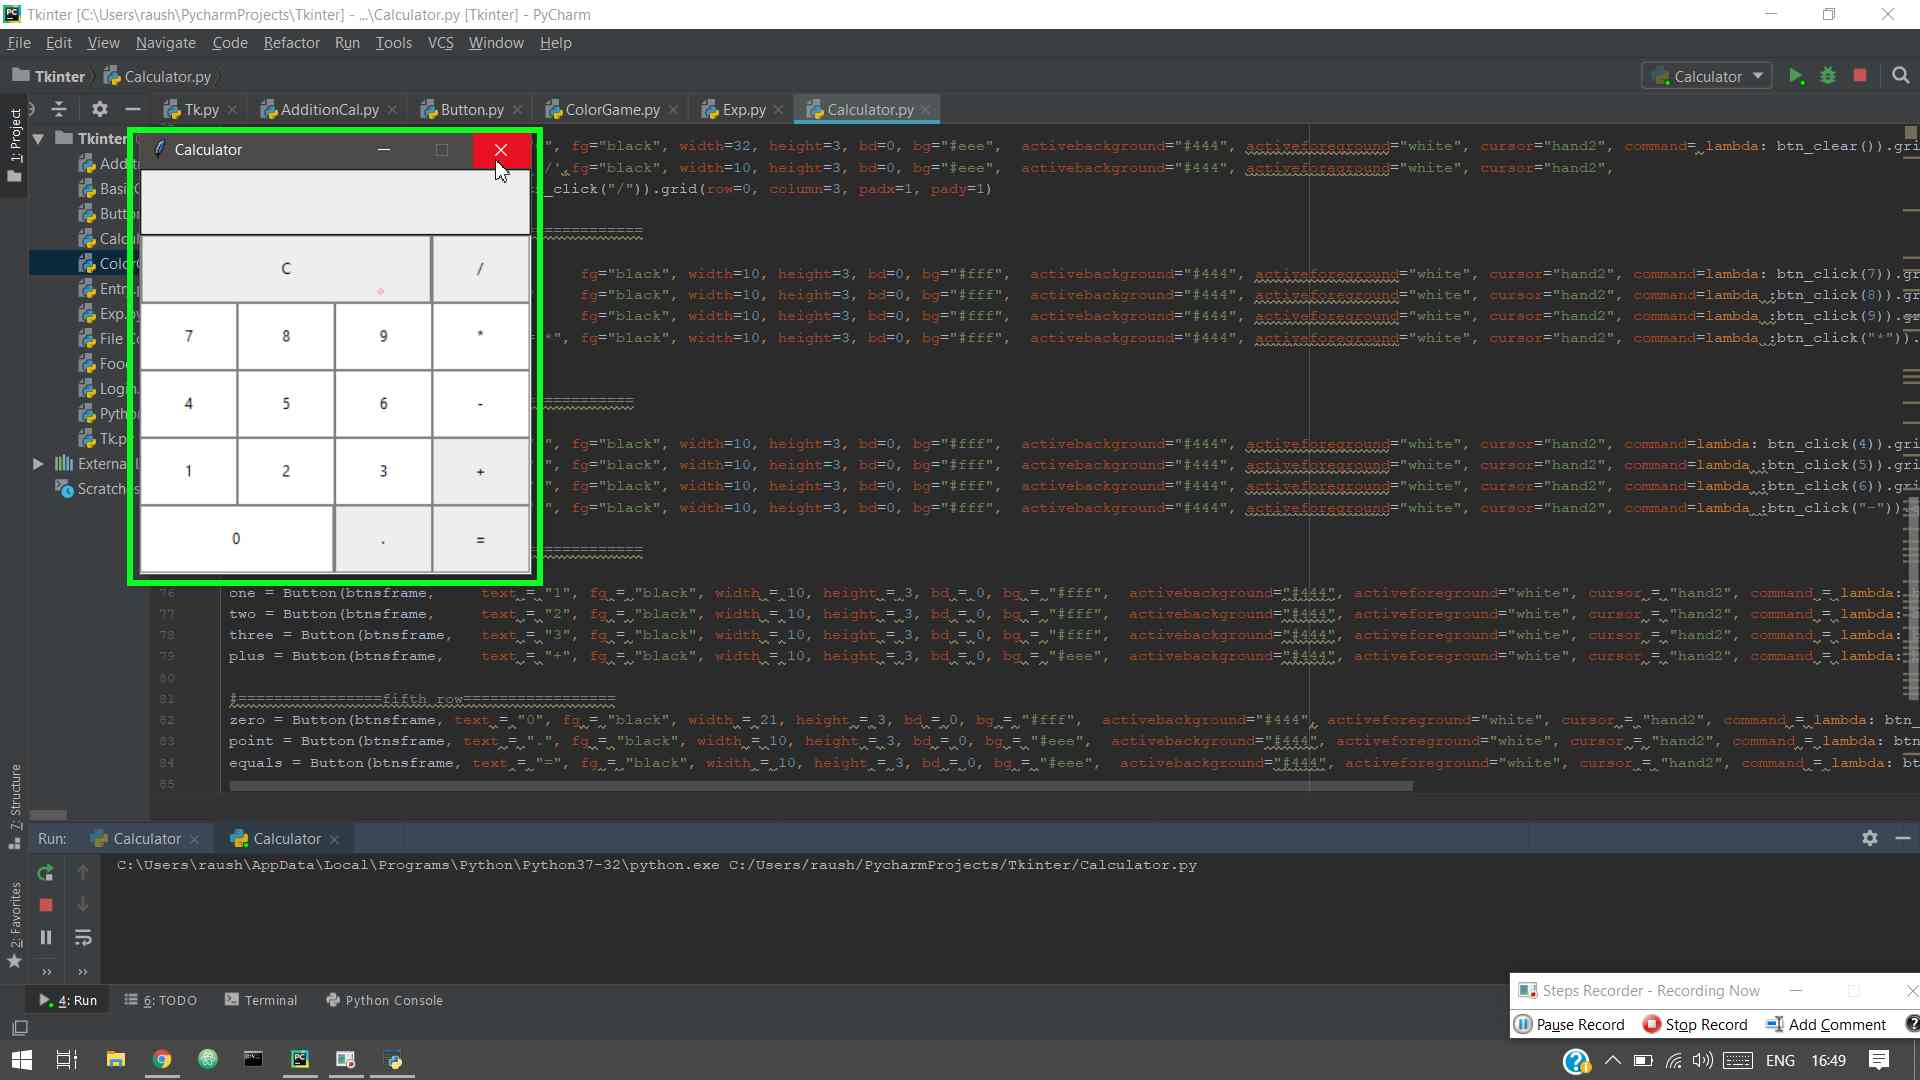 Tkinter [C:\Users\raush\PycharmProjects\Tkinter] - ...\Calculator.py [Tkinter] - PyCharm
File Edit View Navigate Code Refactor Run Tools VCS Window Help
Tkinter Calculator.py Calculator
Tk.py AdditionCal.py Button.py ColorGame.py Exp.py Calculator.py
1: Project
Tkinter
Calculator
External
Scratches
Tk.p
C /
7 8 9 *
4 5 6 -
1 2 3 +
0 . =
", fg="black", width=32, height=3, bd=0, bg="#eee", activebackground="#444", activeforeground="white", cursor="hand2", command= lambda: btn_clear()).gri
/', fg="black", width=10, height=3, bd=0, bg="#eee", activebackground="#444", activeforeground="white", cursor="hand2",
_click("/")).grid(row=0, column=3, padx=1, pady=1)
============
fg="black", width=10, height=3, bd=0, bg="#fff", activebackground="#444", activeforeground="white", cursor="hand2", command=lambda: btn_click(7)).gr
fg="black", width=10, height=3, bd=0, bg="#fff", activebackground="#444", activeforeground="white", cursor="hand2", command=lambda :btn_click(8)).gr
fg="black", width=10, height=3, bd=0, bg="#fff", activebackground="#444", activeforeground="white", cursor="hand2", command=lambda :btn_click(9)).gr
*", fg="black", width=10, height=3, bd=0, bg="#fff", activebackground="#444", activeforeground="white", cursor="hand2", command=lambda :btn_click("*")).
===========
", fg="black", width=10, height=3, bd=0, bg="#fff", activebackground="#444", activeforeground="white", cursor="hand2", command=lambda: btn_click(4)).gri
", fg="black", width=10, height=3, bd=0, bg="#fff", activebackground="#444", activeforeground="white", cursor="hand2", command=lambda :btn_click(5)).gri
", fg="black", width=10, height=3, bd=0, bg="#fff", activebackground="#444", activeforeground="white", cursor="hand2", command=lambda :btn_click(6)).gri
", fg="black", width=10, height=3, bd=0, bg="#fff", activebackground="#444", activeforeground="white", cursor="hand2", command=lambda :btn_click("-"))
============
76 one = Button(btnsframe, text = "1", fg = "black", width = 10, height = 3, bd = 0, bg = "#fff", activebackground="#444", activeforeground="white", cursor = "hand2", command = lambda:
77 two = Button(btnsframe, text = "2", fg = "black", width = 10, height = 3, bd = 0, bg = "#fff", activebackground="#444", activeforeground="white", cursor = "hand2", command = lambda:
78 three = Button(btnsframe, text = "3", fg = "black", width = 10, height = 3, bd = 0, bg = "#fff", activebackground="#444", activeforeground="white", cursor = "hand2", command = lambda:
79 plus = Button(btnsframe, text = "+", fg = "black", width = 10, height = 3, bd = 0, bg = "#eee", activebackground="#444", activeforeground="white", cursor = "hand2", command = lambda:
80
81 #================fifth row=================
82 zero = Button(btnsframe, text = "0", fg = "black", width = 21, height = 3, bd = 0, bg = "#fff", activebackground="#444", activeforeground="white", cursor = "hand2", command = lambda: btn_
83 point = Button(btnsframe, text = ".", fg = "black", width = 10, height = 3, bd = 0, bg = "#eee", activebackground="#444", activeforeground="white", cursor = "hand2", command = lambda: btn
84 equals = Button(btnsframe, text = "=", fg = "black", width = 10, height = 3, bd = 0, bg = "#eee", activebackground="#444", activeforeground="white", cursor = "hand2", command = lambda: bt
85
7: Structure
2: Favorites
Run: Calculator Calculator
C:\Users\raush\AppData\Local\Programs\Python\Python37-32\python.exe C:/Users/raush/PycharmProjects/Tkinter/Calculator.py
4: Run 6: TODO Terminal Python Console
Steps Recorder - Recording Now
Pause Record Stop Record Add Comment
ENG 16:49